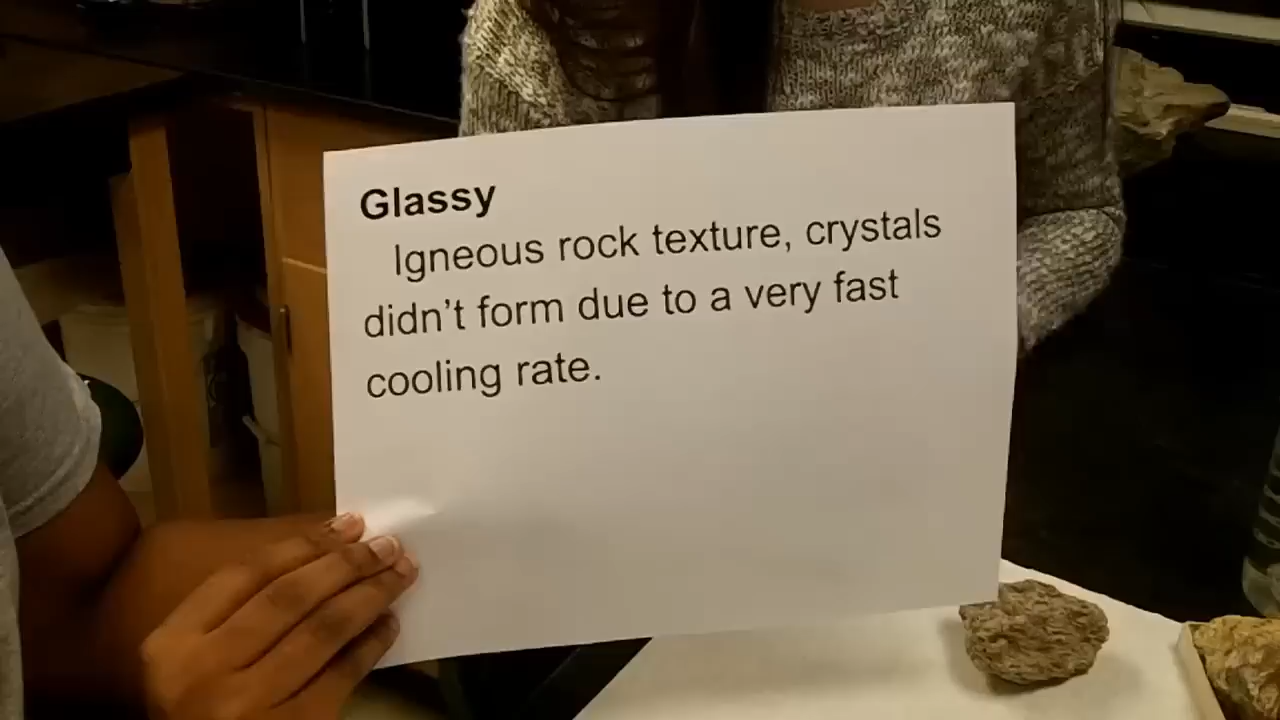 Glassy
Igneous rock texture, crystals
didn't form due to a very fast
cooling rate.